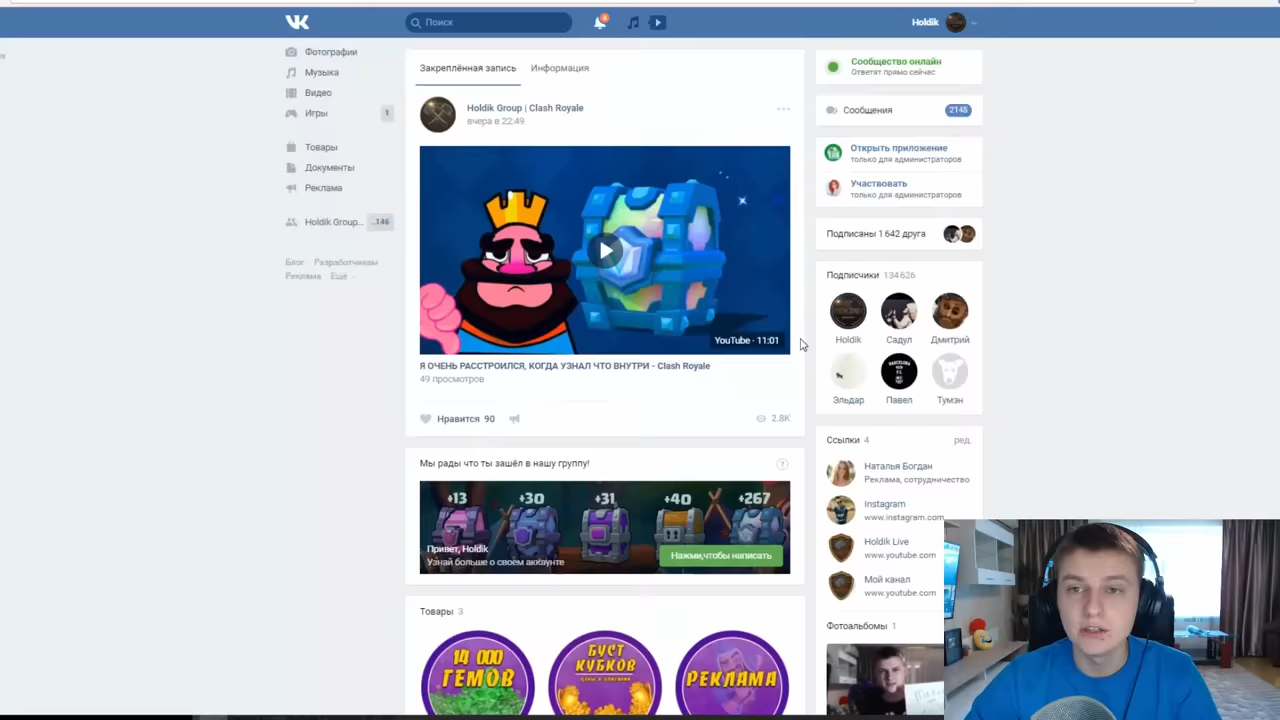 Поиск
4
Holdik
Фотографии
Музыка
Видео
Игры 1
Товары
Документы
Реклама
Holdik Group... ..146
Блог Разработчикам
Реклама Ещё
Закреплённая запись Информация
Holdik Group | Clash Royale
вчера в 22:49
YouTube · 11:01
Я ОЧЕНЬ РАССТРОИЛСЯ, КОГДА УЗНАЛ ЧТО ВНУТРИ - Clash Royale
49 просмотров
Нравится 90
2.8K
Мы рады что ты зашёл в нашу группу!
?
+13 +30 +31 +40 +267
Привет, Holdik
Узнай больше о своём аккаунте
Нажми,чтобы написать
Товары 3
14 000
ГЕМОВ
БУСТ
КУБКОВ
РЕКЛАМА
Сообщество онлайн
Ответят прямо сейчас
Сообщения 2145
Открыть приложение
только для администраторов
Участвовать
только для администраторов
Подписаны 1 642 друга
Подписчики 134 626
Holdik Садул Дмитрий
BARCELONA
Эльдар Павел Тумэн
Ссылки 4 ред.
Наталья Богдан
Реклама, сотрудничество
Instagram
www.instagram.com
Holdik Live
www.youtube.com
Мой канал
www.youtube.com
Фотоальбомы 1